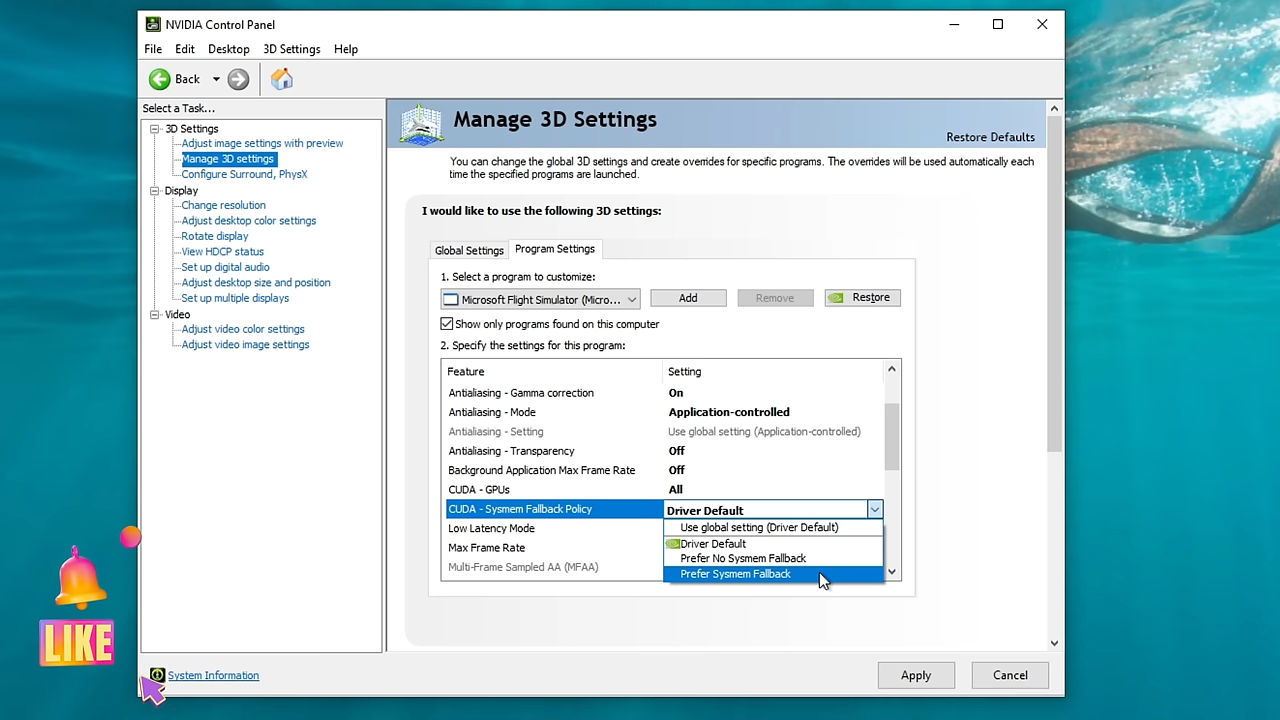 NVIDIA Control Panel
File Edit Desktop 3D Settings Help
Back
Select a Task...
3D Settings
Adjust image settings with preview
Manage 3D settings
Configure Surround, PhysX
Display
Change resolution
Adjust desktop color settings
Rotate display
View HDCP status
Set up digital audio
Adjust desktop size and position
Set up multiple displays
Video
Adjust video color settings
Adjust video image settings
System Information
Manage 3D Settings
Restore Defaults
You can change the global 3D settings and create overrides for specific programs. The overrides will be used automatically each
time the specified programs are launched.
I would like to use the following 3D settings:
Global Settings Program Settings
1. Select a program to customize:
Microsoft Flight Simulator (Micro... Add Remove Restore
Show only programs found on this computer
2. Specify the settings for this program:
Feature Setting
Antialiasing - Gamma correction On
Antialiasing - Mode Application-controlled
Antialiasing - Setting Use global setting (Application-controlled)
Antialiasing - Transparency Off
Background Application Max Frame Rate Off
CUDA - GPUs All
CUDA - Sysmem Fallback Policy Driver Default
Low Latency Mode
Max Frame Rate
Multi-Frame Sampled AA (MFAA)
Use global setting (Driver Default)
Driver Default
Prefer No Sysmem Fallback
Prefer Sysmem Fallback
Apply Cancel
LIKE